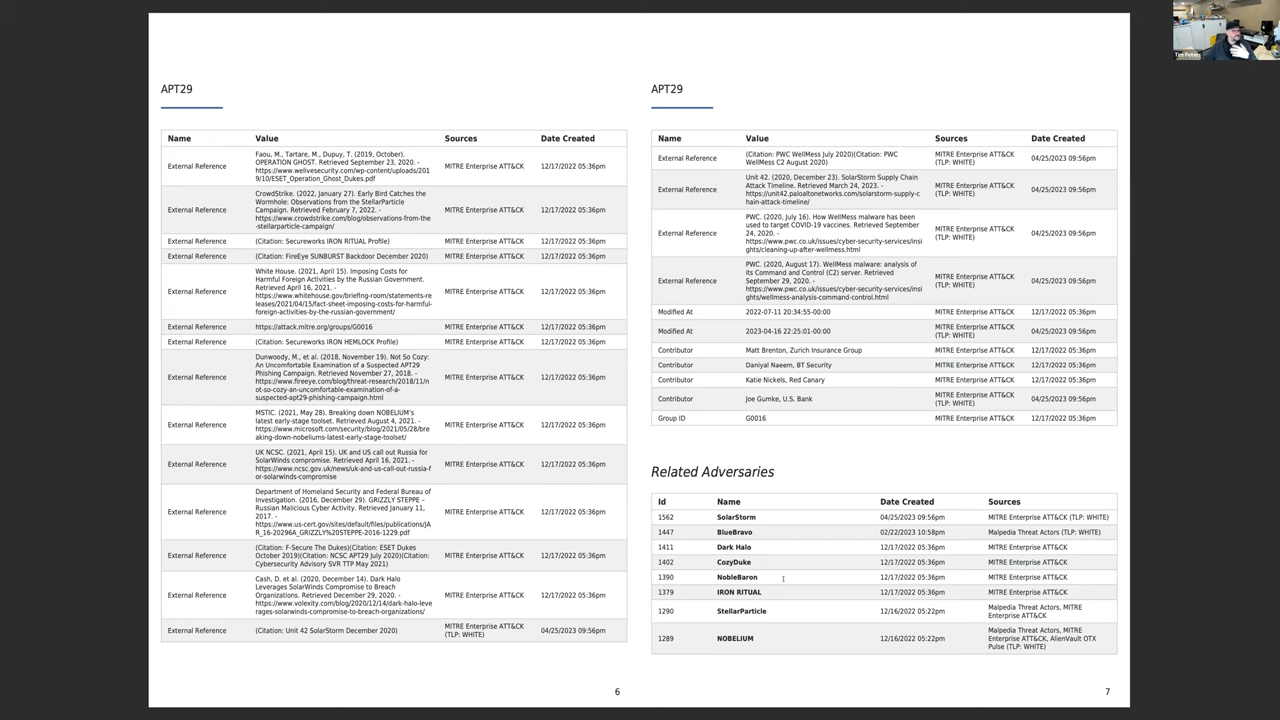 APT29
Name Value Sources Date Created
External Reference
Faou, M., Tartare, M., Dupuy, T. (2019, October).
OPERATION GHOST. Retrieved September 23, 2020. -
https://www.welivesecurity.com/wp-content/uploads/201
9/10/ESET_Operation_Ghost_Dukes.pdf
MITRE Enterprise ATT&CK
12/17/2022 05:36pm
External Reference
CrowdStrike. (2022, January 27). Early Bird Catches the
Wormhole: Observations from the StellarParticle
Campaign. Retrieved February 7, 2022. -
https://www.crowdstrike.com/blog/observations-from-the
-stellarparticle-campaign/
MITRE Enterprise ATT&CK
12/17/2022 05:36pm
External Reference (Citation: Secureworks IRON RITUAL Profile) MITRE Enterprise ATT&CK 12/17/2022 05:36pm
External Reference (Citation: FireEye SUNBURST Backdoor December 2020) MITRE Enterprise ATT&CK 12/17/2022 05:36pm
External Reference
White House. (2021, April 15). Imposing Costs for
Harmful Foreign Activities by the Russian Government.
Retrieved April 16, 2021. -
https://www.whitehouse.gov/briefing-room/statements-re
leases/2021/04/15/fact-sheet-imposing-costs-for-harmful-
foreign-activities-by-the-russian-government/
MITRE Enterprise ATT&CK
12/17/2022 05:36pm
External Reference https://attack.mitre.org/groups/G0016 MITRE Enterprise ATT&CK 12/17/2022 05:36pm
External Reference (Citation: Secureworks IRON HEMLOCK Profile) MITRE Enterprise ATT&CK 12/17/2022 05:36pm
External Reference
Dunwoody, M., et al. (2018, November 19). Not So Cozy:
An Uncomfortable Examination of a Suspected APT29
Phishing Campaign. Retrieved November 27, 2018. -
https://www.fireeye.com/blog/threat-research/2018/11/n
ot-so-cozy-an-uncomfortable-examination-of-a-
suspected-apt29-phishing-campaign.html
MITRE Enterprise ATT&CK
12/17/2022 05:36pm
External Reference
MSTIC. (2021, May 28). Breaking down NOBELIUM's
latest early-stage toolset. Retrieved August 4, 2021. -
https://www.microsoft.com/security/blog/2021/05/28/bre
aking-down-nobeliums-latest-early-stage-toolset/
MITRE Enterprise ATT&CK
12/17/2022 05:36pm
External Reference
UK NCSC. (2021, April 15). UK and US call out Russia for
SolarWinds compromise. Retrieved April 16, 2021. -
https://www.ncsc.gov.uk/news/uk-and-us-call-out-russia-f
or-solarwinds-compromise
MITRE Enterprise ATT&CK
12/17/2022 05:36pm
External Reference
Department of Homeland Security and Federal Bureau of
Investigation. (2016, December 29). GRIZZLY STEPPE –
Russian Malicious Cyber Activity. Retrieved January 11,
2017. -
https://www.us-cert.gov/sites/default/files/publications/JA
R_16-20296A_GRIZZLY%20STEPPE-2016-1229.pdf
MITRE Enterprise ATT&CK
12/17/2022 05:36pm
External Reference
(Citation: F-Secure The Dukes)(Citation: ESET Dukes
October 2019)(Citation: NCSC APT29 July 2020)(Citation:
Cybersecurity Advisory SVR TTP May 2021)
MITRE Enterprise ATT&CK
12/17/2022 05:36pm
External Reference
Cash, D. et al. (2020, December 14). Dark Halo
Leverages SolarWinds Compromise to Breach
Organizations. Retrieved December 29, 2020. -
https://www.volexity.com/blog/2020/12/14/dark-halo-leve
rages-solarwinds-compromise-to-breach-organizations/
MITRE Enterprise ATT&CK
12/17/2022 05:36pm
External Reference (Citation: Unit 42 SolarStorm December 2020)
MITRE Enterprise ATT&CK
(TLP: WHITE)
04/25/2023 09:56pm
6
APT29
Name Value Sources Date Created
External Reference
(Citation: PWC WellMess July 2020)(Citation: PWC
WellMess C2 August 2020)
MITRE Enterprise ATT&CK
(TLP: WHITE)
04/25/2023 09:56pm
External Reference
Unit 42. (2020, December 23). SolarStorm Supply Chain
Attack Timeline. Retrieved March 24, 2023. -
https://unit42.paloaltonetworks.com/solarstorm-supply-c
hain-attack-timeline/
MITRE Enterprise ATT&CK
(TLP: WHITE)
04/25/2023 09:56pm
External Reference
PWC. (2020, July 16). How WellMess malware has been
used to target COVID-19 vaccines. Retrieved September
24, 2020. -
https://www.pwc.co.uk/issues/cyber-security-services/insi
ghts/cleaning-up-after-wellmess.html
MITRE Enterprise ATT&CK
(TLP: WHITE)
04/25/2023 09:56pm
External Reference
PWC. (2020, August 17). WellMess malware: analysis of
its Command and Control (C2) server. Retrieved
September 29, 2020. -
https://www.pwc.co.uk/issues/cyber-security-services/insi
ghts/wellmess-analysis-command-control.html
MITRE Enterprise ATT&CK
(TLP: WHITE)
04/25/2023 09:56pm
Modified At 2022-07-11 20:34:55-00:00 MITRE Enterprise ATT&CK 12/17/2022 05:36pm
Modified At 2023-04-16 22:25:01-00:00
MITRE Enterprise ATT&CK
(TLP: WHITE)
04/25/2023 09:56pm
Contributor Matt Brenton, Zurich Insurance Group MITRE Enterprise ATT&CK 12/17/2022 05:36pm
Contributor Daniyal Naeem, BT Security MITRE Enterprise ATT&CK 12/17/2022 05:36pm
Contributor Katie Nickels, Red Canary MITRE Enterprise ATT&CK 12/17/2022 05:36pm
Contributor Joe Gumke, U.S. Bank
MITRE Enterprise ATT&CK
(TLP: WHITE)
04/25/2023 09:56pm
Group ID G0016 MITRE Enterprise ATT&CK 12/17/2022 05:36pm
Related Adversaries
Id Name Date Created Sources
1562 SolarStorm 04/25/2023 09:56pm MITRE Enterprise ATT&CK (TLP: WHITE)
1447 BlueBravo 02/22/2023 10:58pm Malpedia Threat Actors (TLP: WHITE)
1411 Dark Halo 12/17/2022 05:36pm MITRE Enterprise ATT&CK
1402 CozyDuke 12/17/2022 05:36pm MITRE Enterprise ATT&CK
1390 NobleBaron 12/17/2022 05:36pm MITRE Enterprise ATT&CK
1379 IRON RITUAL 12/17/2022 05:36pm MITRE Enterprise ATT&CK
1290 StellarParticle 12/16/2022 05:22pm
Malpedia Threat Actors, MITRE
Enterprise ATT&CK
1289 NOBELIUM 12/16/2022 05:22pm
Malpedia Threat Actors, MITRE
Enterprise ATT&CK, AlienVault OTX
Pulse (TLP: WHITE)
7
Tim Peters